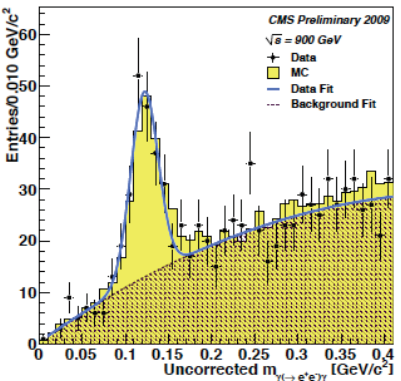 CMS Preliminary 2009
√s = 900 GeV
Data
MC
Data Fit
Background Fit
Entries/0.010 GeV/c²
60
50
40
30
20
10
0
0 0.05 0.1 0.15 0.2 0.25 0.3 0.35 0.4
Uncorrected m_γ(→ e⁺e⁻)γ [GeV/c²]